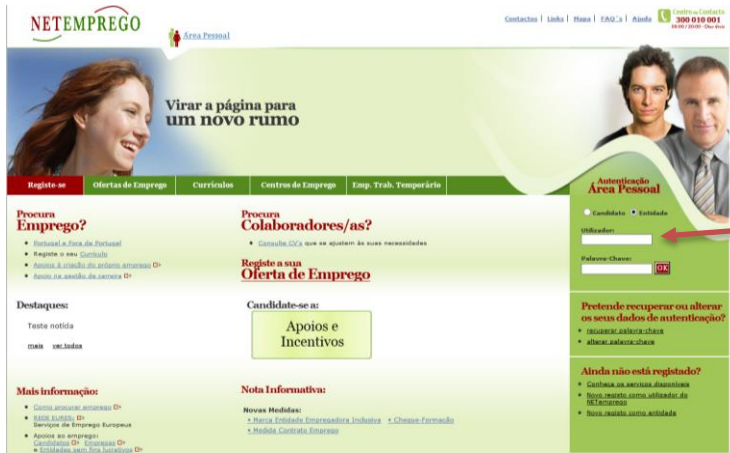 NETEMPREGO
Área Pessoal
Contactos | Links | Mapa | FAQ´s | Ajuda
Centro de Contacto
300 010 001
Virar a página para
um novo rumo
Registe-se
Ofertas de Emprego
Currículos
Centros de Emprego
Emp. Trab. Temporário
Autenticação
Área Pessoal
Candidato
Entidade
Utilizador:
Palavra-Chave:
OK
Procura
Emprego?
Portugal e Fora de Portugal
Registe o seu Currículo
Apoios à criação do próprio emprego
Apoio na gestão de carreira
Procura
Colaboradores/as?
Consulte CV's que se ajustem às suas necessidades
Registe a sua
Oferta de Emprego
Destaques:
Teste notícia
mais ver todos
Candidate-se a:
Apoios e
Incentivos
Pretende recuperar ou alterar
os seus dados de autenticação?
recuperar palavra-chave
alterar palavra-chave
Ainda não está registado?
Conheça os serviços disponíveis
Novo registo como utilizador do
NETemprego
Novo registo como entidade
Mais informação:
Como procurar emprego
REDE EURES:
Serviços de Emprego Europeus
Apoios ao emprego:
Candidatos Empresas
e Entidades sem fins lucrativos
Nota Informativa:
Novas Medidas:
• Marca Entidade Empregadora Inclusiva • Cheque-Formação
• Medida Contrato Emprego